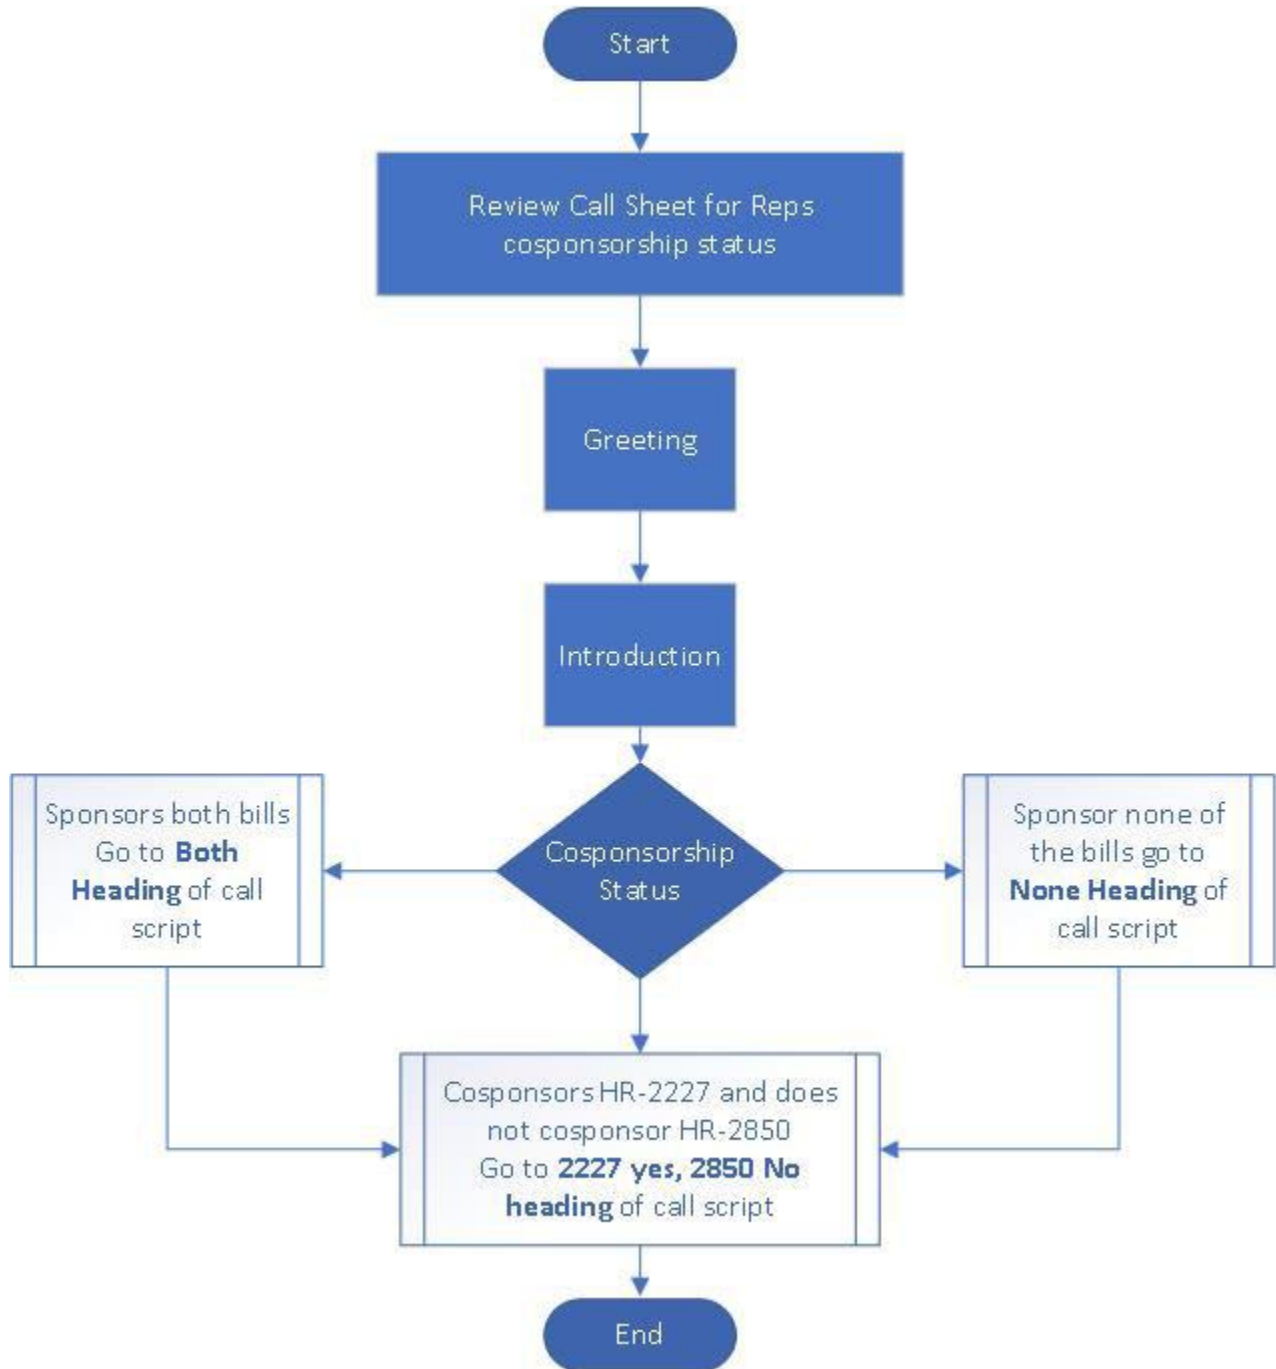 Start
Review Call Sheet for Reps
cosponsorship status
Greeting
Introduction
Cosponsorship
Status
Sponsors both bills
Go to Both
Heading of call
script
Sponsor none of
the bills go to
None Heading of
call script
Cosponsors HR-2227 and does
not cosponsor HR-2850
Go to 2227 yes, 2850 No
heading of call script
End